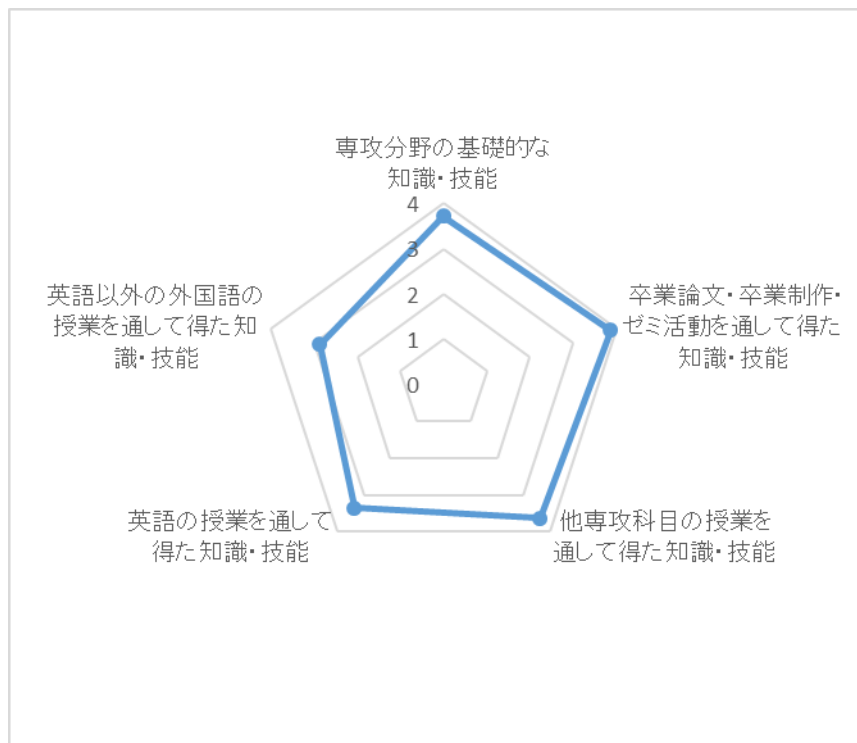 専攻分野の基礎的な
知識・技能
4
3
2
1
0
卒業論文・卒業制作・
ゼミ活動を通して得た
知識・技能
他専攻科目の授業を
通して得た知識・技能
英語の授業を通して
得た知識・技能
英語以外の外国語の
授業を通して得た知
識・技能